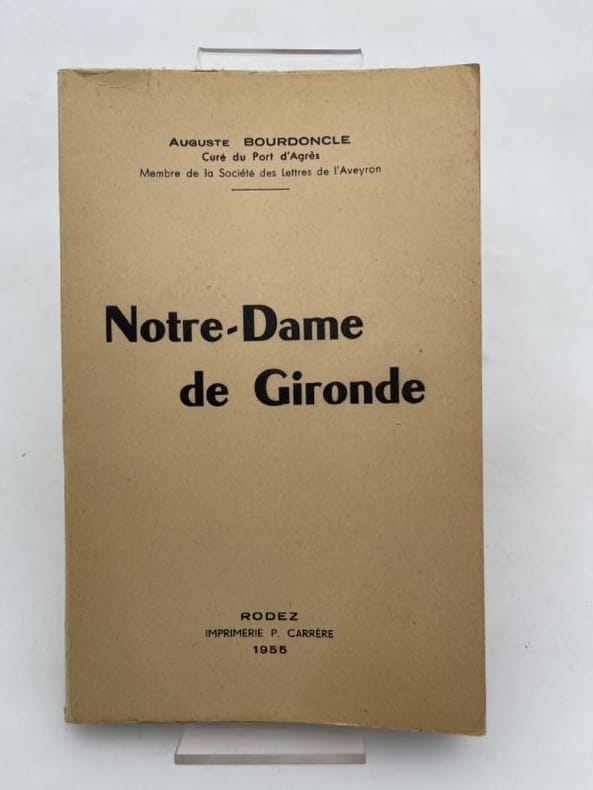 Auguste BOURDONCLE
Curé du Port d'Agrès
Membre de la Société des Lettres de l'Aveyron
Notre-Dame
de Gironde
RODEZ
IMPRIMERIE P. CARRÈRE
1955